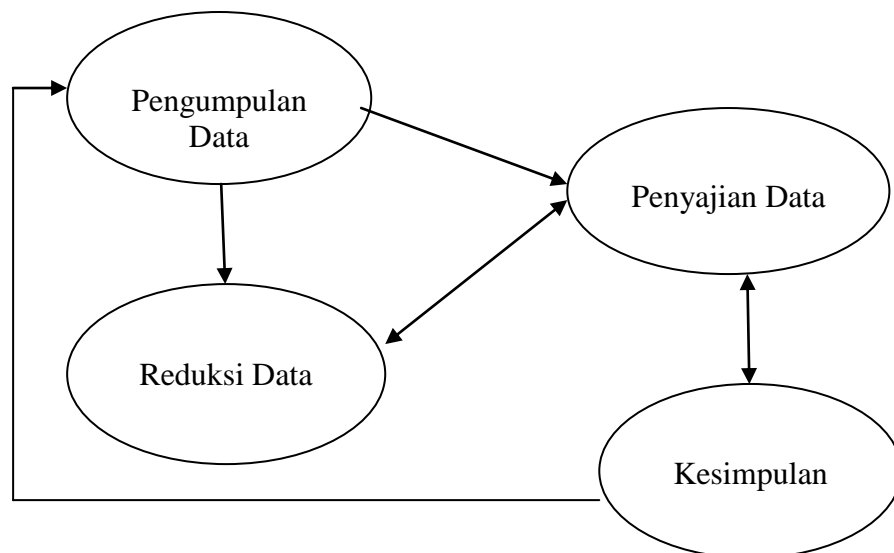 Pengumpulan
Data
Penyajian Data
Reduksi Data
Kesimpulan